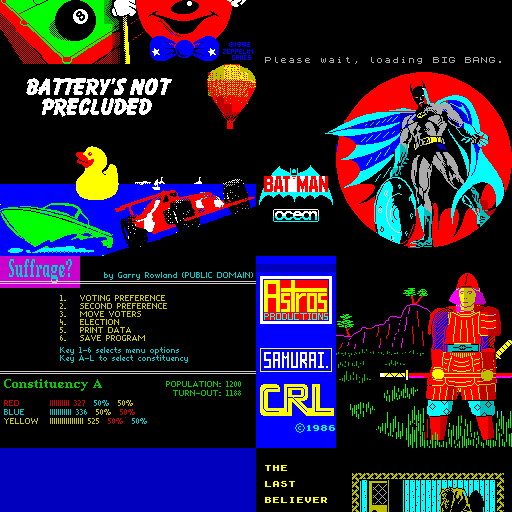 8
©1992
ZEPPELIN
GAMES
BATTERY'S NOT
PRECLUDED
Please wait, loading BIG BANG.
BATMAN
ocean
Suffrage?
by Garry Rowland (PUBLIC DOMAIN)
1. VOTING PREFERENCE
2. SECOND PREFERENCE
3. MOVE VOTERS
4. ELECTION
5. PRINT DATA
6. SAVE PROGRAM
Key 1-6 selects menu options
Key A-L to select constituency
Constituency A
POPULATION: 1200
TURN-OUT: 1188
RED 327 50% 50%
BLUE 336 50% 50%
YELLOW 525 50% 50%
Astros
PRODUCTIONS
SAMURAI.
CRL
©1986
THE
LAST
BELIEVER